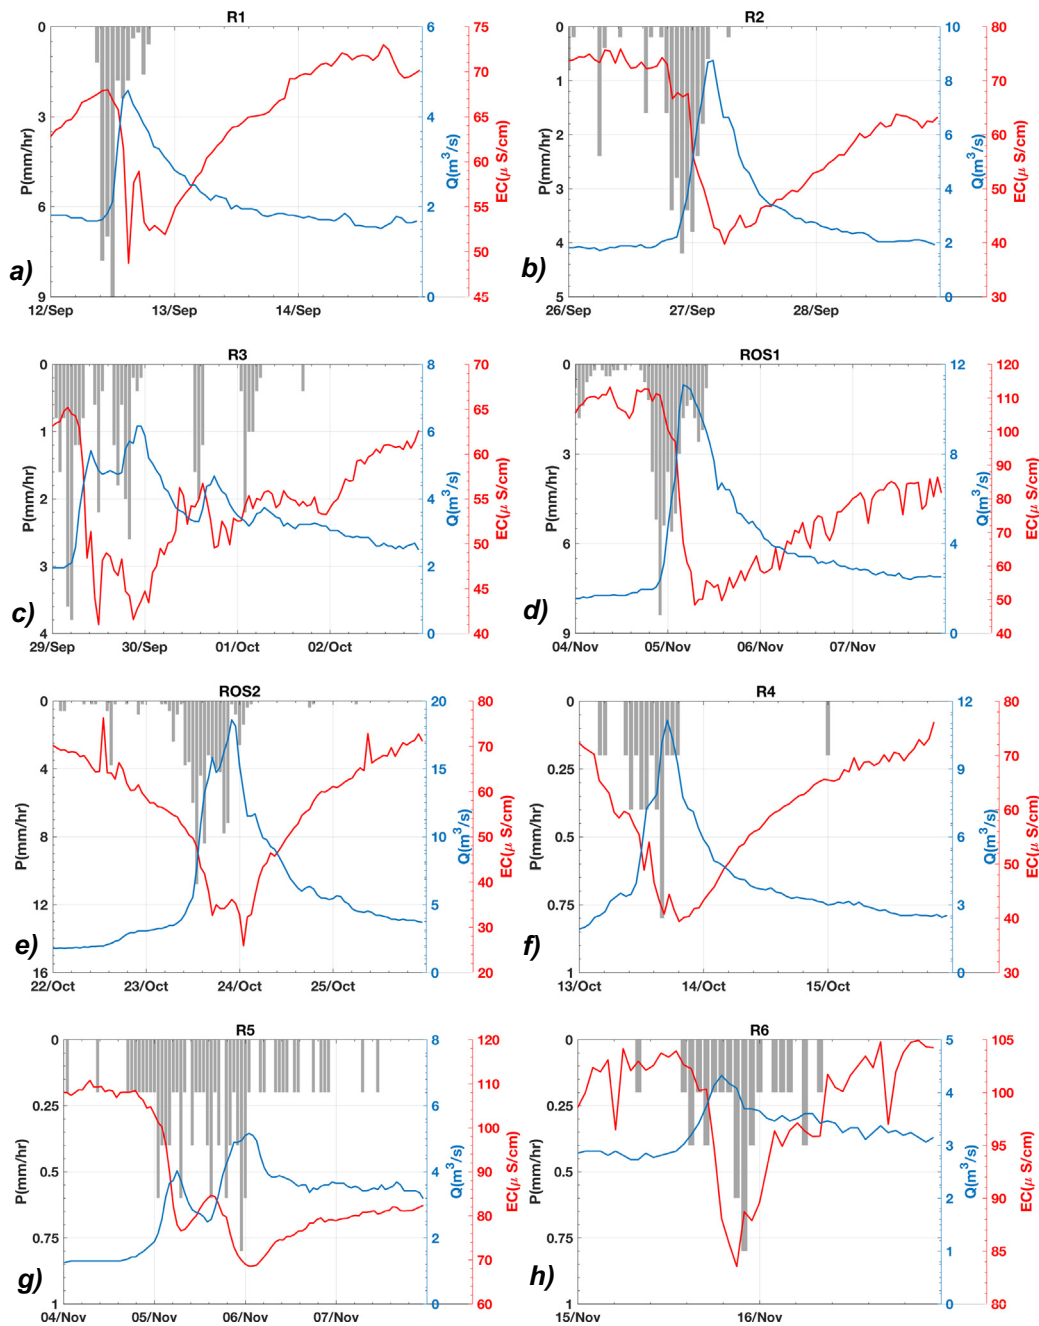 R1
0
3
6
9
P(mm/hr)
12/Sep
13/Sep
14/Sep
6
4
2
0
Q(m³/s)
75
70
65
60
55
50
45
EC(μ S/cm)
a)
R2
0
1
2
3
4
5
P(mm/hr)
26/Sep
27/Sep
28/Sep
10
8
6
4
2
0
Q(m³/s)
80
70
60
50
40
30
EC(μ S/cm)
b)
R3
0
1
2
3
4
P(mm/hr)
29/Sep
30/Sep
01/Oct
02/Oct
8
6
4
2
0
Q(m³/s)
70
65
60
55
50
45
40
EC(μ S/cm)
c)
ROS1
0
3
6
9
P(mm/hr)
04/Nov
05/Nov
06/Nov
07/Nov
12
8
4
0
Q(m³/s)
120
110
100
90
80
70
60
50
40
EC(μ S/cm)
d)
ROS2
0
4
8
12
16
P(mm/hr)
22/Oct
23/Oct
24/Oct
25/Oct
20
15
10
5
0
Q(m³/s)
80
70
60
50
40
30
20
EC(μ S/cm)
e)
R4
0
0.25
0.5
0.75
1
P(mm/hr)
13/Oct
14/Oct
15/Oct
12
9
6
3
0
Q(m³/s)
80
70
60
50
40
30
EC(μ S/cm)
f)
R5
0
0.25
0.5
0.75
1
P(mm/hr)
04/Nov
05/Nov
06/Nov
07/Nov
8
6
4
2
0
Q(m³/s)
120
110
100
90
80
70
60
EC(μ S/cm)
g)
R6
0
0.25
0.5
0.75
1
P(mm/hr)
15/Nov
16/Nov
5
4
3
2
1
0
Q(m³/s)
105
100
95
90
85
80
EC(μ S/cm)
h)